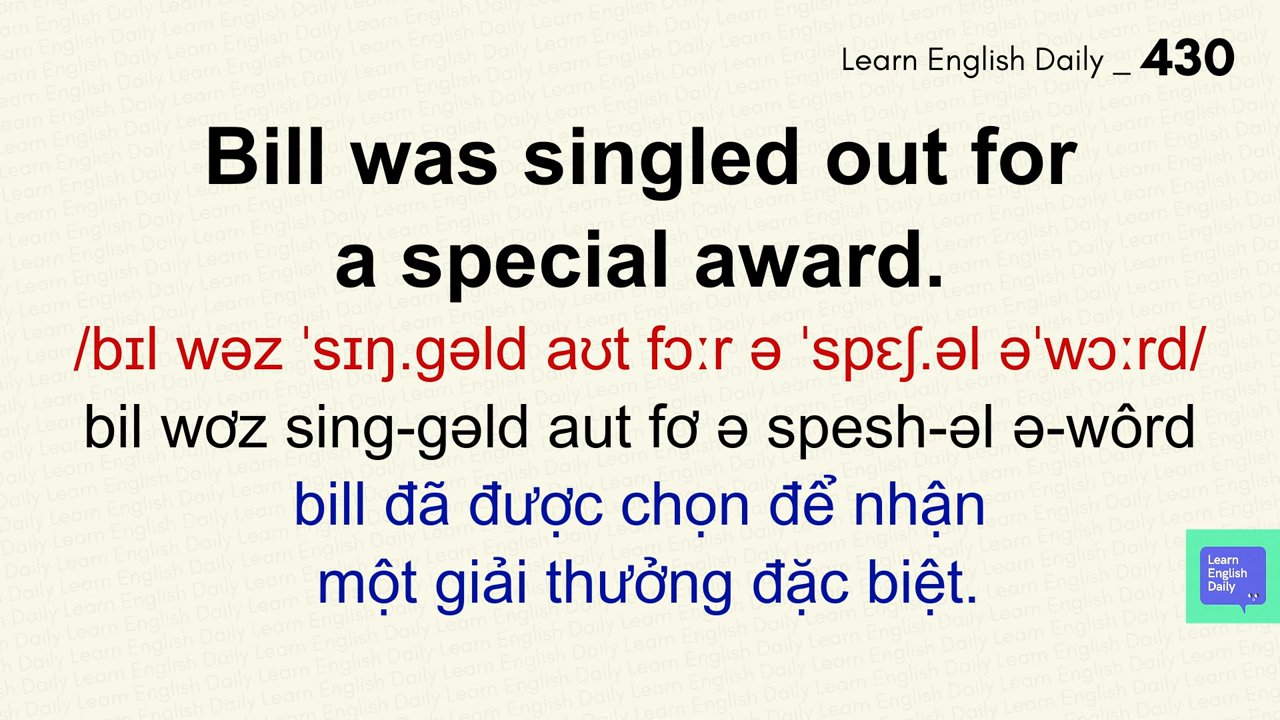 Learn English Daily _ 430
Bill was singled out for
a special award.
/bɪl wəz ˈsɪŋ.gəld aʊt fɔːr ə ˈspɛʃ.əl əˈwɔːrd/
bil wơz sing-gəld aut fơ ə spesh-əl ə-wôrd
bill đã được chọn để nhận
một giải thưởng đặc biệt.
Learn
English
Daily